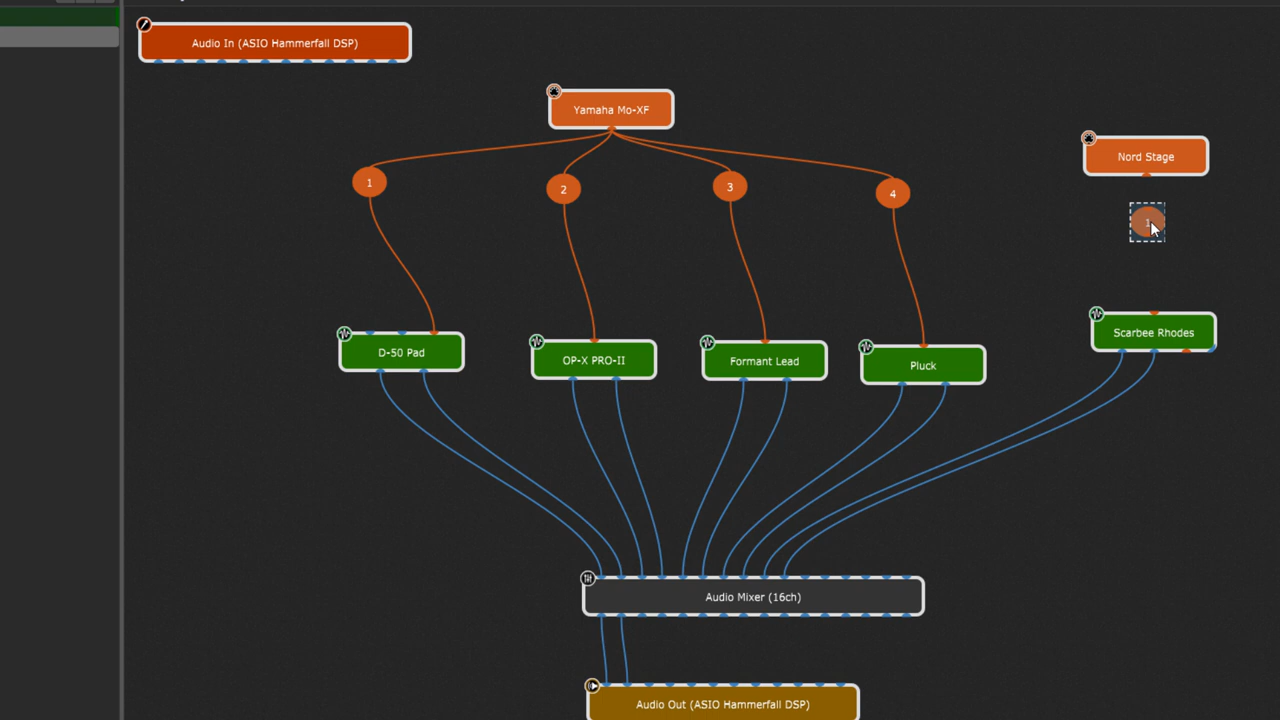 Audio In (ASIO Hammerfall DSP)
Yamaha Mo-XF
Nord Stage
1
2
3
4
1
Scarbee Rhodes
D-50 Pad
OP-X PRO-II
Formant Lead
Pluck
Audio Mixer (16ch)
Audio Out (ASIO Hammerfall DSP)